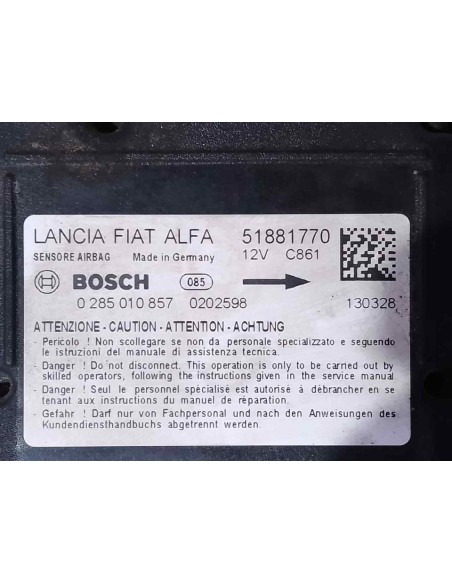 LANCIA FIAT ALFA 51881770
SENSORE AIRBAG Made in Germany 12V C861
BOSCH 085
0 285 010 857 0202598 130328
ATTENZIONE - CAUTION - ATTENTION - ACHTUNG
- Pericolo ! Non scollegare se non da personale specializzato e seguendo
le istruzioni del manuale di assistenza tecnica.
- Danger ! Do not disconnect. This operation is only to be carried out by
skilled operators, following the instructions given in the service manual
- Danger ! Seul le personnel spécialisé est autorisé à débrancher en se
tenant aux instructions du manuel de réparation.
- Gefahr ! Darf nur von Fachpersonal und nach den Anweisungen des
Kundendiensthandbuchs abgetrennt werden.